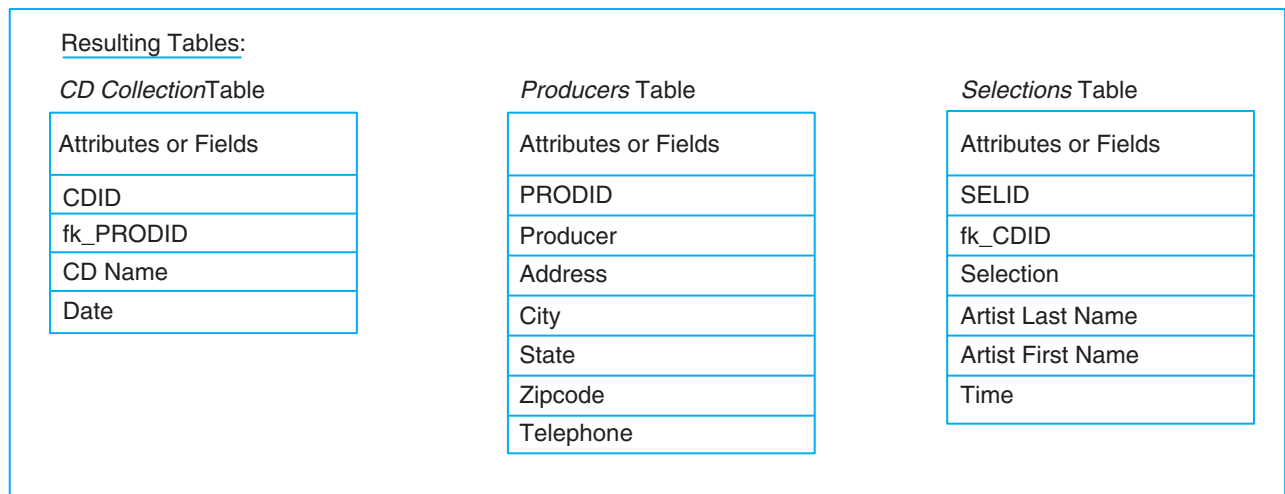 Resulting Tables:
CD CollectionTable
Attributes or Fields
CDID
fk_PRODID
CD Name
Date
Producers Table
Attributes or Fields
PRODID
Producer
Address
City
State
Zipcode
Telephone
Selections Table
Attributes or Fields
SELID
fk_CDID
Selection
Artist Last Name
Artist First Name
Time